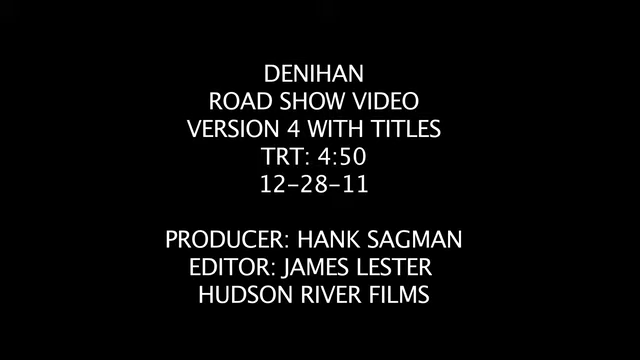 DENIHAN
ROAD SHOW VIDEO
VERSION 4 WITH TITLES
TRT: 4:50
12-28-11
PRODUCER: HANK SAGMAN
EDITOR: JAMES LESTER
HUDSON RIVER FILMS